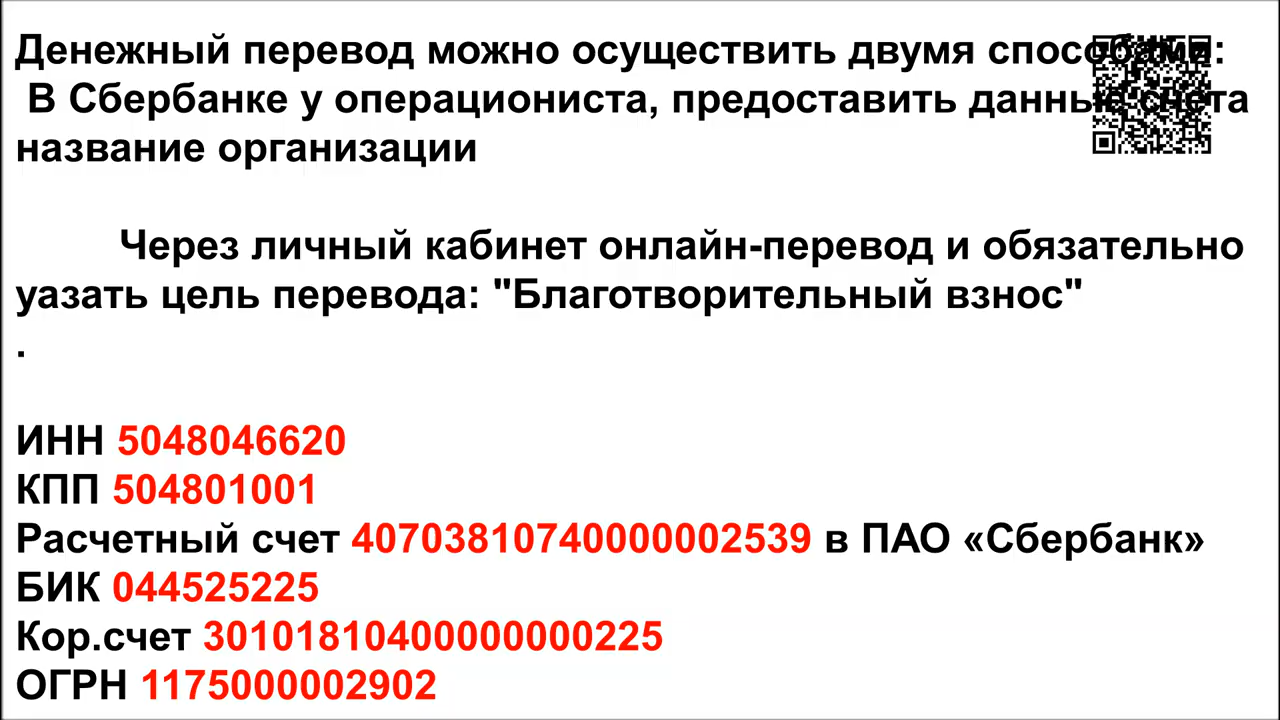 Денежный перевод можно осуществить двумя способами:
В Сбербанке у операциониста, предоставить данные счета
название организации
Через личный кабинет онлайн-перевод и обязательно
уазать цель перевода: "Благотворительный взнос"
.
ИНН 5048046620
КПП 504801001
Расчетный счет 40703810740000002539 в ПАО «Сбербанк»
БИК 044525225
Кор.счет 30101810400000000225
ОГРН 1175000002902